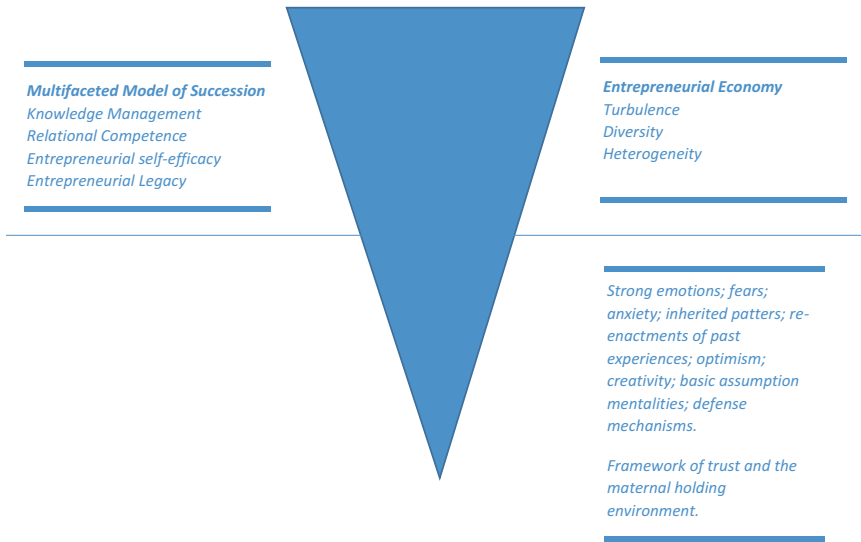 Multifaceted Model of Succession
Knowledge Management
Relational Competence
Entrepreneurial self-efficacy
Entrepreneurial Legacy
Entrepreneurial Economy
Turbulence
Diversity
Heterogeneity
Strong emotions; fears;
anxiety; inherited patters; re-
enactments of past
experiences; optimism;
creativity; basic assumption
mentalities; defense
mechanisms.
Framework of trust and the
maternal holding
environment.